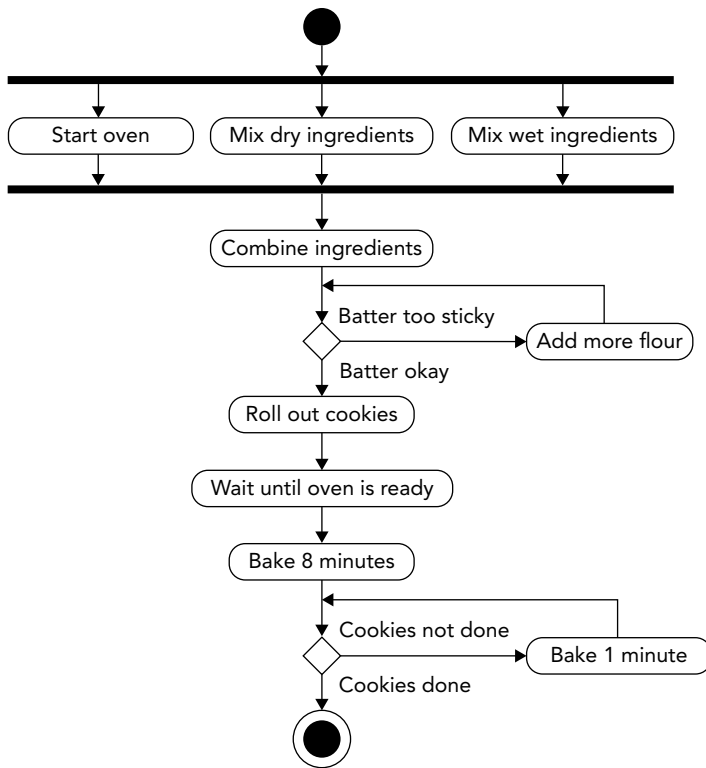 Start oven
Mix dry ingredients
Mix wet ingredients
Combine ingredients
Batter too sticky
Add more flour
Batter okay
Roll out cookies
Wait until oven is ready
Bake 8 minutes
Cookies not done
Bake 1 minute
Cookies done